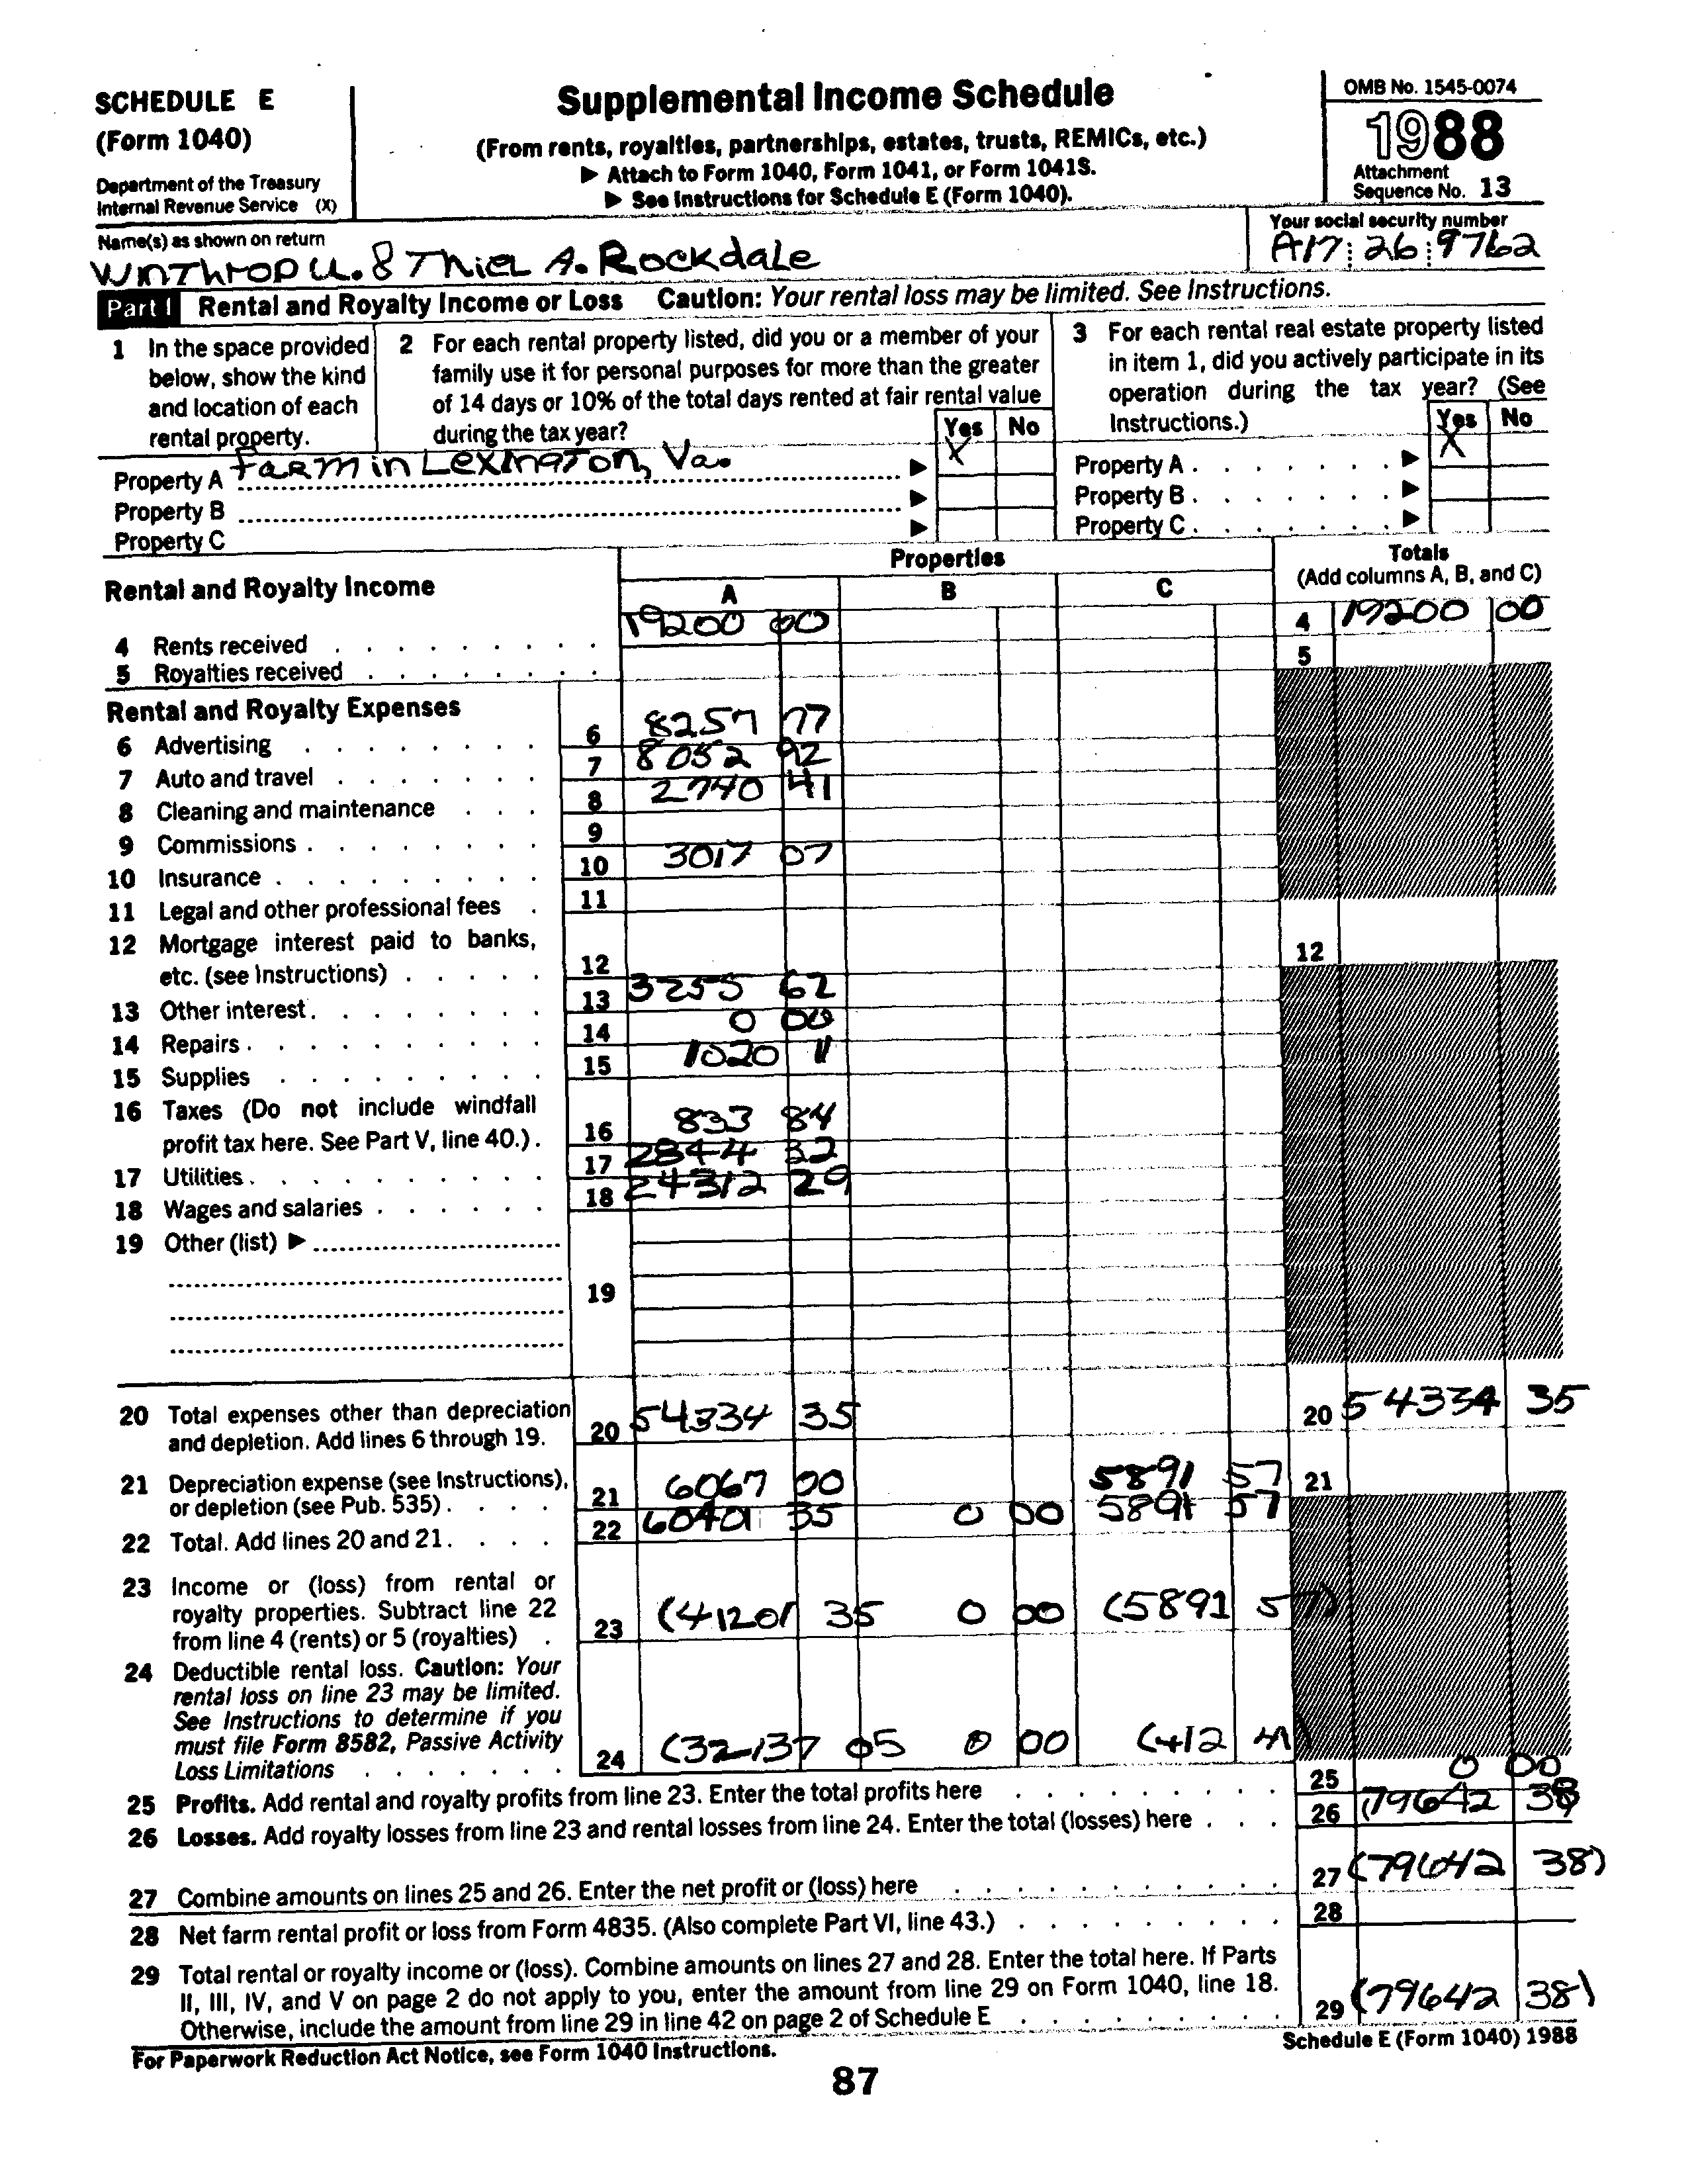 SCHEDULE E
(Form 1040)
Department of the Treasury
Internal Revenue Service (X)
Supplemental Income Schedule
(From rents, royalties, partnerships, estates, trusts, REMICs, etc.)
▶ Attach to Form 1040, Form 1041, or Form 1041S.
▶ See Instructions for Schedule E (Form 1040).
OMB No. 1545-0074
1988
Attachment
Sequence No. 13
Name(s) as shown on return
Winthrop U. & Thiel A. Rockdale
Your social security number
A17 26 9762
Part I Rental and Royalty Income or Loss Caution: Your rental loss may be limited. See Instructions.
1 In the space provided
below, show the kind
and location of each
rental property.
2 For each rental property listed, did you or a member of your
family use it for personal purposes for more than the greater
of 14 days or 10% of the total days rented at fair rental value
during the tax year?
Yes No
3 For each rental real estate property listed
in item 1, did you actively participate in its
operation during the tax year? (See
Instructions.)
Yes No
Property A Farm in Lexington, Va. ▶ X
Property B ▶
Property C ▶
Property A ▶ X
Property B ▶
Property C ▶
Rental and Royalty Income
Properties
A B C
Totals
(Add columns A, B, and C)
4 Rents received 19200 00 4 19200 00
5 Royalties received 5
Rental and Royalty Expenses
6 Advertising 6 8257 77
7 Auto and travel 7 8052 92
8 Cleaning and maintenance 8 2740 41
9 Commissions 9
10 Insurance 10 3017 07
11 Legal and other professional fees 11
12 Mortgage interest paid to banks,
etc. (see Instructions) 12 12
13 Other interest 13 3255 62
14 Repairs 14 0 00
15 Supplies 15 1020 11
16 Taxes (Do not include windfall
profit tax here. See Part V, line 40.) 16 833 84
17 Utilities 17 2844 32
18 Wages and salaries 18 24312 29
19 Other (list) ▶
19
20 Total expenses other than depreciation
and depletion. Add lines 6 through 19. 20 54334 35 20 54334 35
21 Depreciation expense (see Instructions),
or depletion (see Pub. 535) 21 6067 00 5891 57 21
22 Total. Add lines 20 and 21 22 60401 35 0 00 5891 57
23 Income or (loss) from rental or
royalty properties. Subtract line 22
from line 4 (rents) or 5 (royalties) 23 (41201 35 0 00 (5891 57)
24 Deductible rental loss. Caution: Your
rental loss on line 23 may be limited.
See Instructions to determine if you
must file Form 8582, Passive Activity
Loss Limitations 24 (32137 05 0 00 (412
25 Profits. Add rental and royalty profits from line 23. Enter the total profits here 25 0 00
26 Losses. Add royalty losses from line 23 and rental losses from line 24. Enter the total (losses) here 26 (79642 38
27 Combine amounts on lines 25 and 26. Enter the net profit or (loss) here 27 (79642 38)
28 Net farm rental profit or loss from Form 4835. (Also complete Part VI, line 43.) 28
29 Total rental or royalty income or (loss). Combine amounts on lines 27 and 28. Enter the total here. If Parts
II, III, IV, and V on page 2 do not apply to you, enter the amount from line 29 on Form 1040, line 18.
Otherwise, include the amount from line 29 in line 42 on page 2 of Schedule E 29 (79642 38)
For Paperwork Reduction Act Notice, see Form 1040 Instructions.
Schedule E (Form 1040) 1988
87